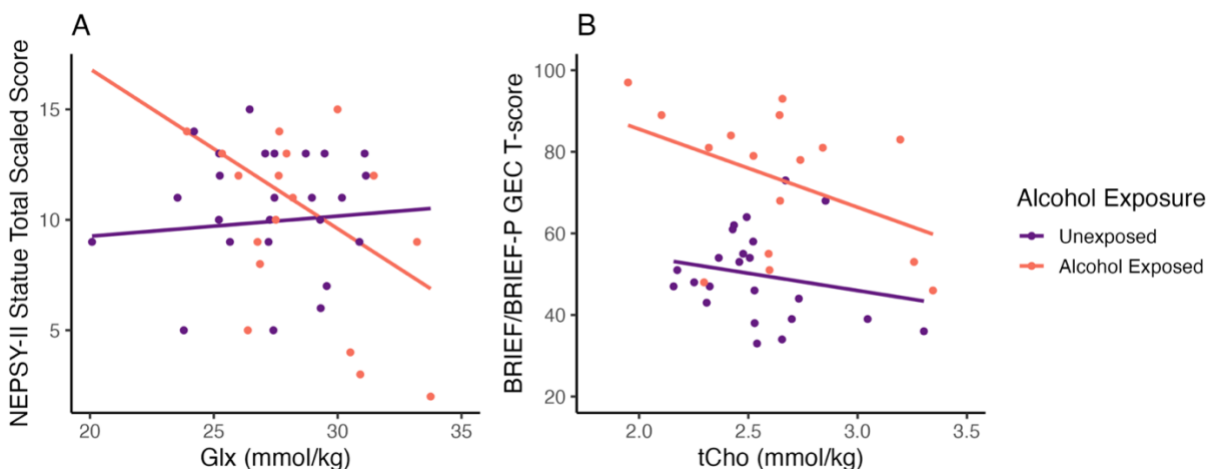 A
NEPSY-II Statue Total Scaled Score
15
10
5
20 25 30 35
Glx (mmol/kg)
B
BRIEF/BRIEF-P GEC T-score
100
80
60
40
20
2.0 2.5 3.0 3.5
tCho (mmol/kg)
Alcohol Exposure
Unexposed
Alcohol Exposed